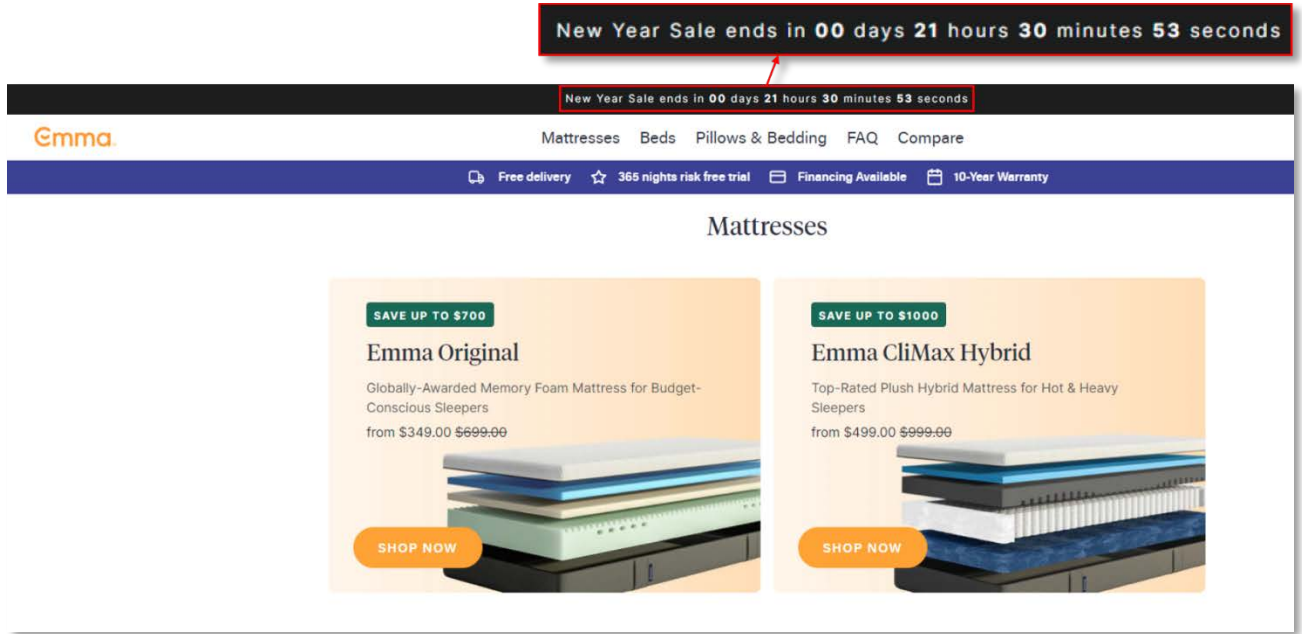 New Year Sale ends in 00 days 21 hours 30 minutes 53 seconds
New Year Sale ends in 00 days 21 hours 30 minutes 53 seconds
Emma
Mattresses Beds Pillows & Bedding FAQ Compare
Free delivery 365 nights risk free trial Financing Available 10-Year Warranty
Mattresses
SAVE UP TO $700
Emma Original
Globally-Awarded Memory Foam Mattress for Budget-
Conscious Sleepers
from $349.00 $699.00
SHOP NOW
SAVE UP TO $1000
Emma CliMax Hybrid
Top-Rated Plush Hybrid Mattress for Hot & Heavy
Sleepers
from $499.00 $999.00
SHOP NOW